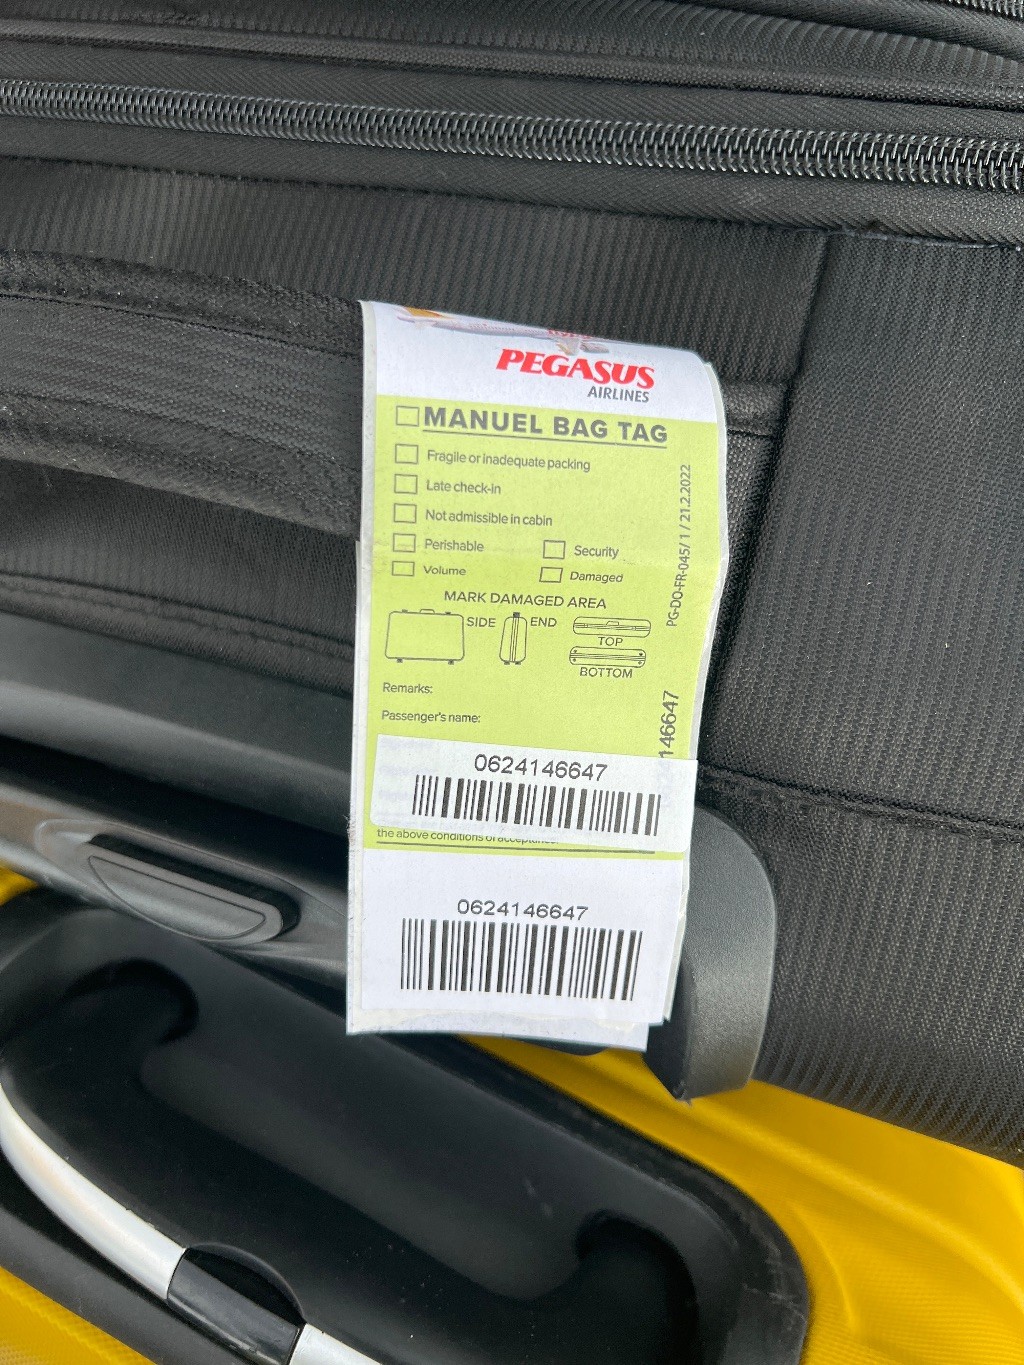 PEGASUS
AIRLINES
MANUEL BAG TAG
Fragile or inadequate packing
Late check-in
Not admissible in cabin
Perishable
Security
Volume
Damaged
MARK DAMAGED AREA
SIDE
END
TOP
BOTTOM
Remarks:
Passenger's name:
PG-DO-FR-045/ 1 / 21.2.2022
146647
0624146647
the above conditions of acceptance.
0624146647